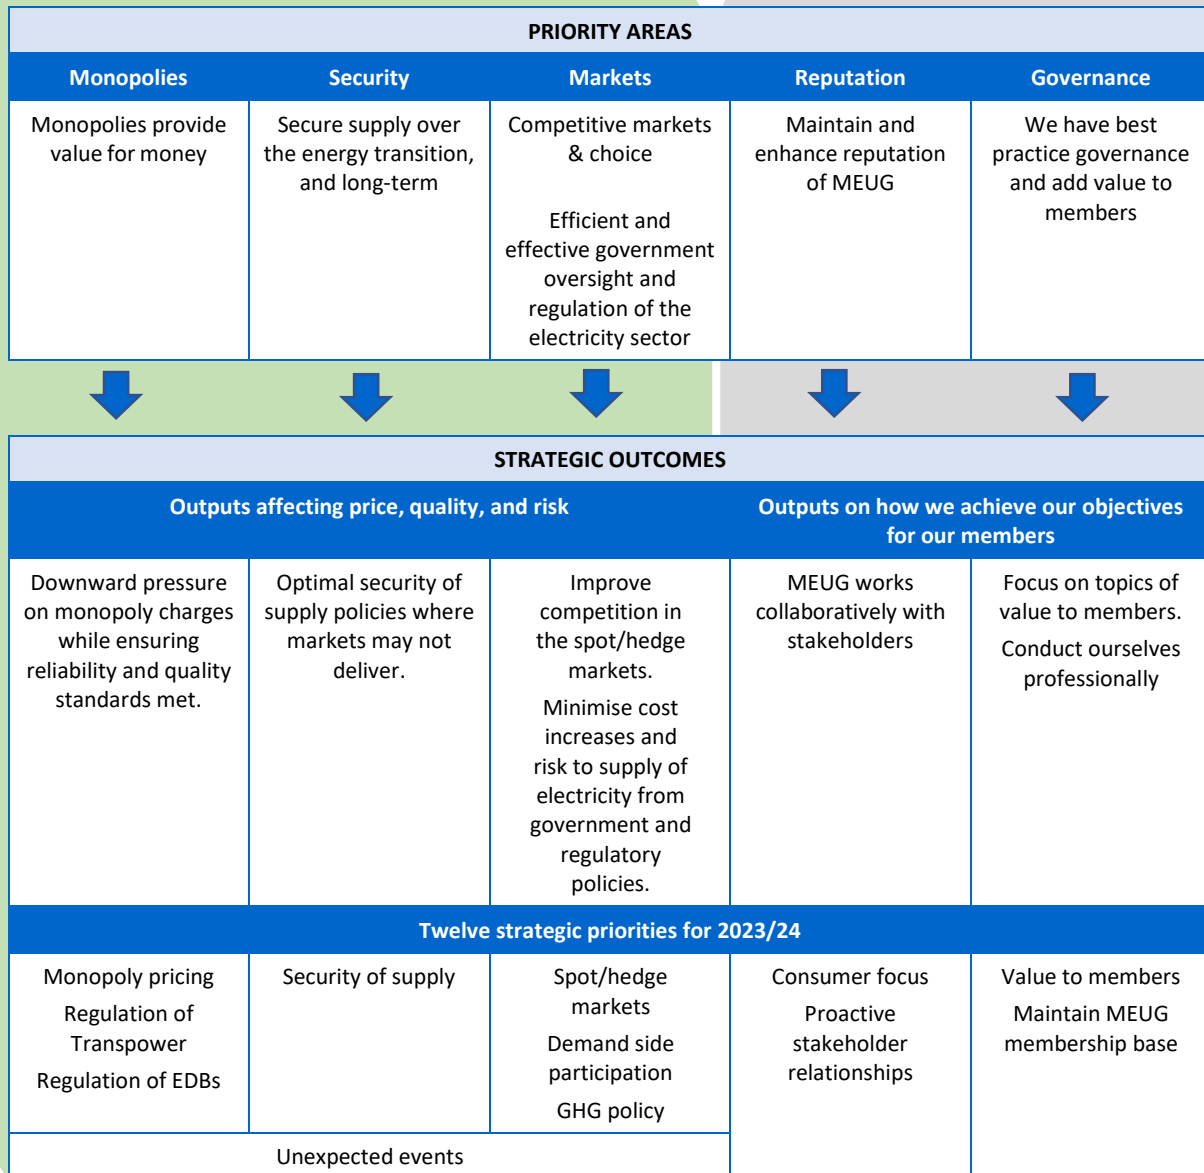 PRIORITY AREAS
Monopolies
Security
Markets
Reputation
Governance
Monopolies provide
value for money
Secure supply over
the energy transition,
and long-term
Competitive markets
& choice
Efficient and
effective government
oversight and
regulation of the
electricity sector
Maintain and
enhance reputation
of MEUG
We have best
practice governance
and add value to
members
STRATEGIC OUTCOMES
Outputs affecting price, quality, and risk
Outputs on how we achieve our objectives
for our members
Downward pressure
on monopoly charges
while ensuring
reliability and quality
standards met.
Optimal security of
supply policies where
markets may not
deliver.
Improve
competition in
the spot/hedge
markets.
Minimise cost
increases and
risk to supply of
electricity from
government and
regulatory
policies.
MEUG works
collaboratively with
stakeholders
Focus on topics of
value to members.
Conduct ourselves
professionally
Twelve strategic priorities for 2023/24
Monopoly pricing
Regulation of
Transpower
Regulation of EDBs
Security of supply
Spot/hedge
markets
Demand side
participation
GHG policy
Consumer focus
Proactive
stakeholder
relationships
Value to members
Maintain MEUG
membership base
Unexpected events